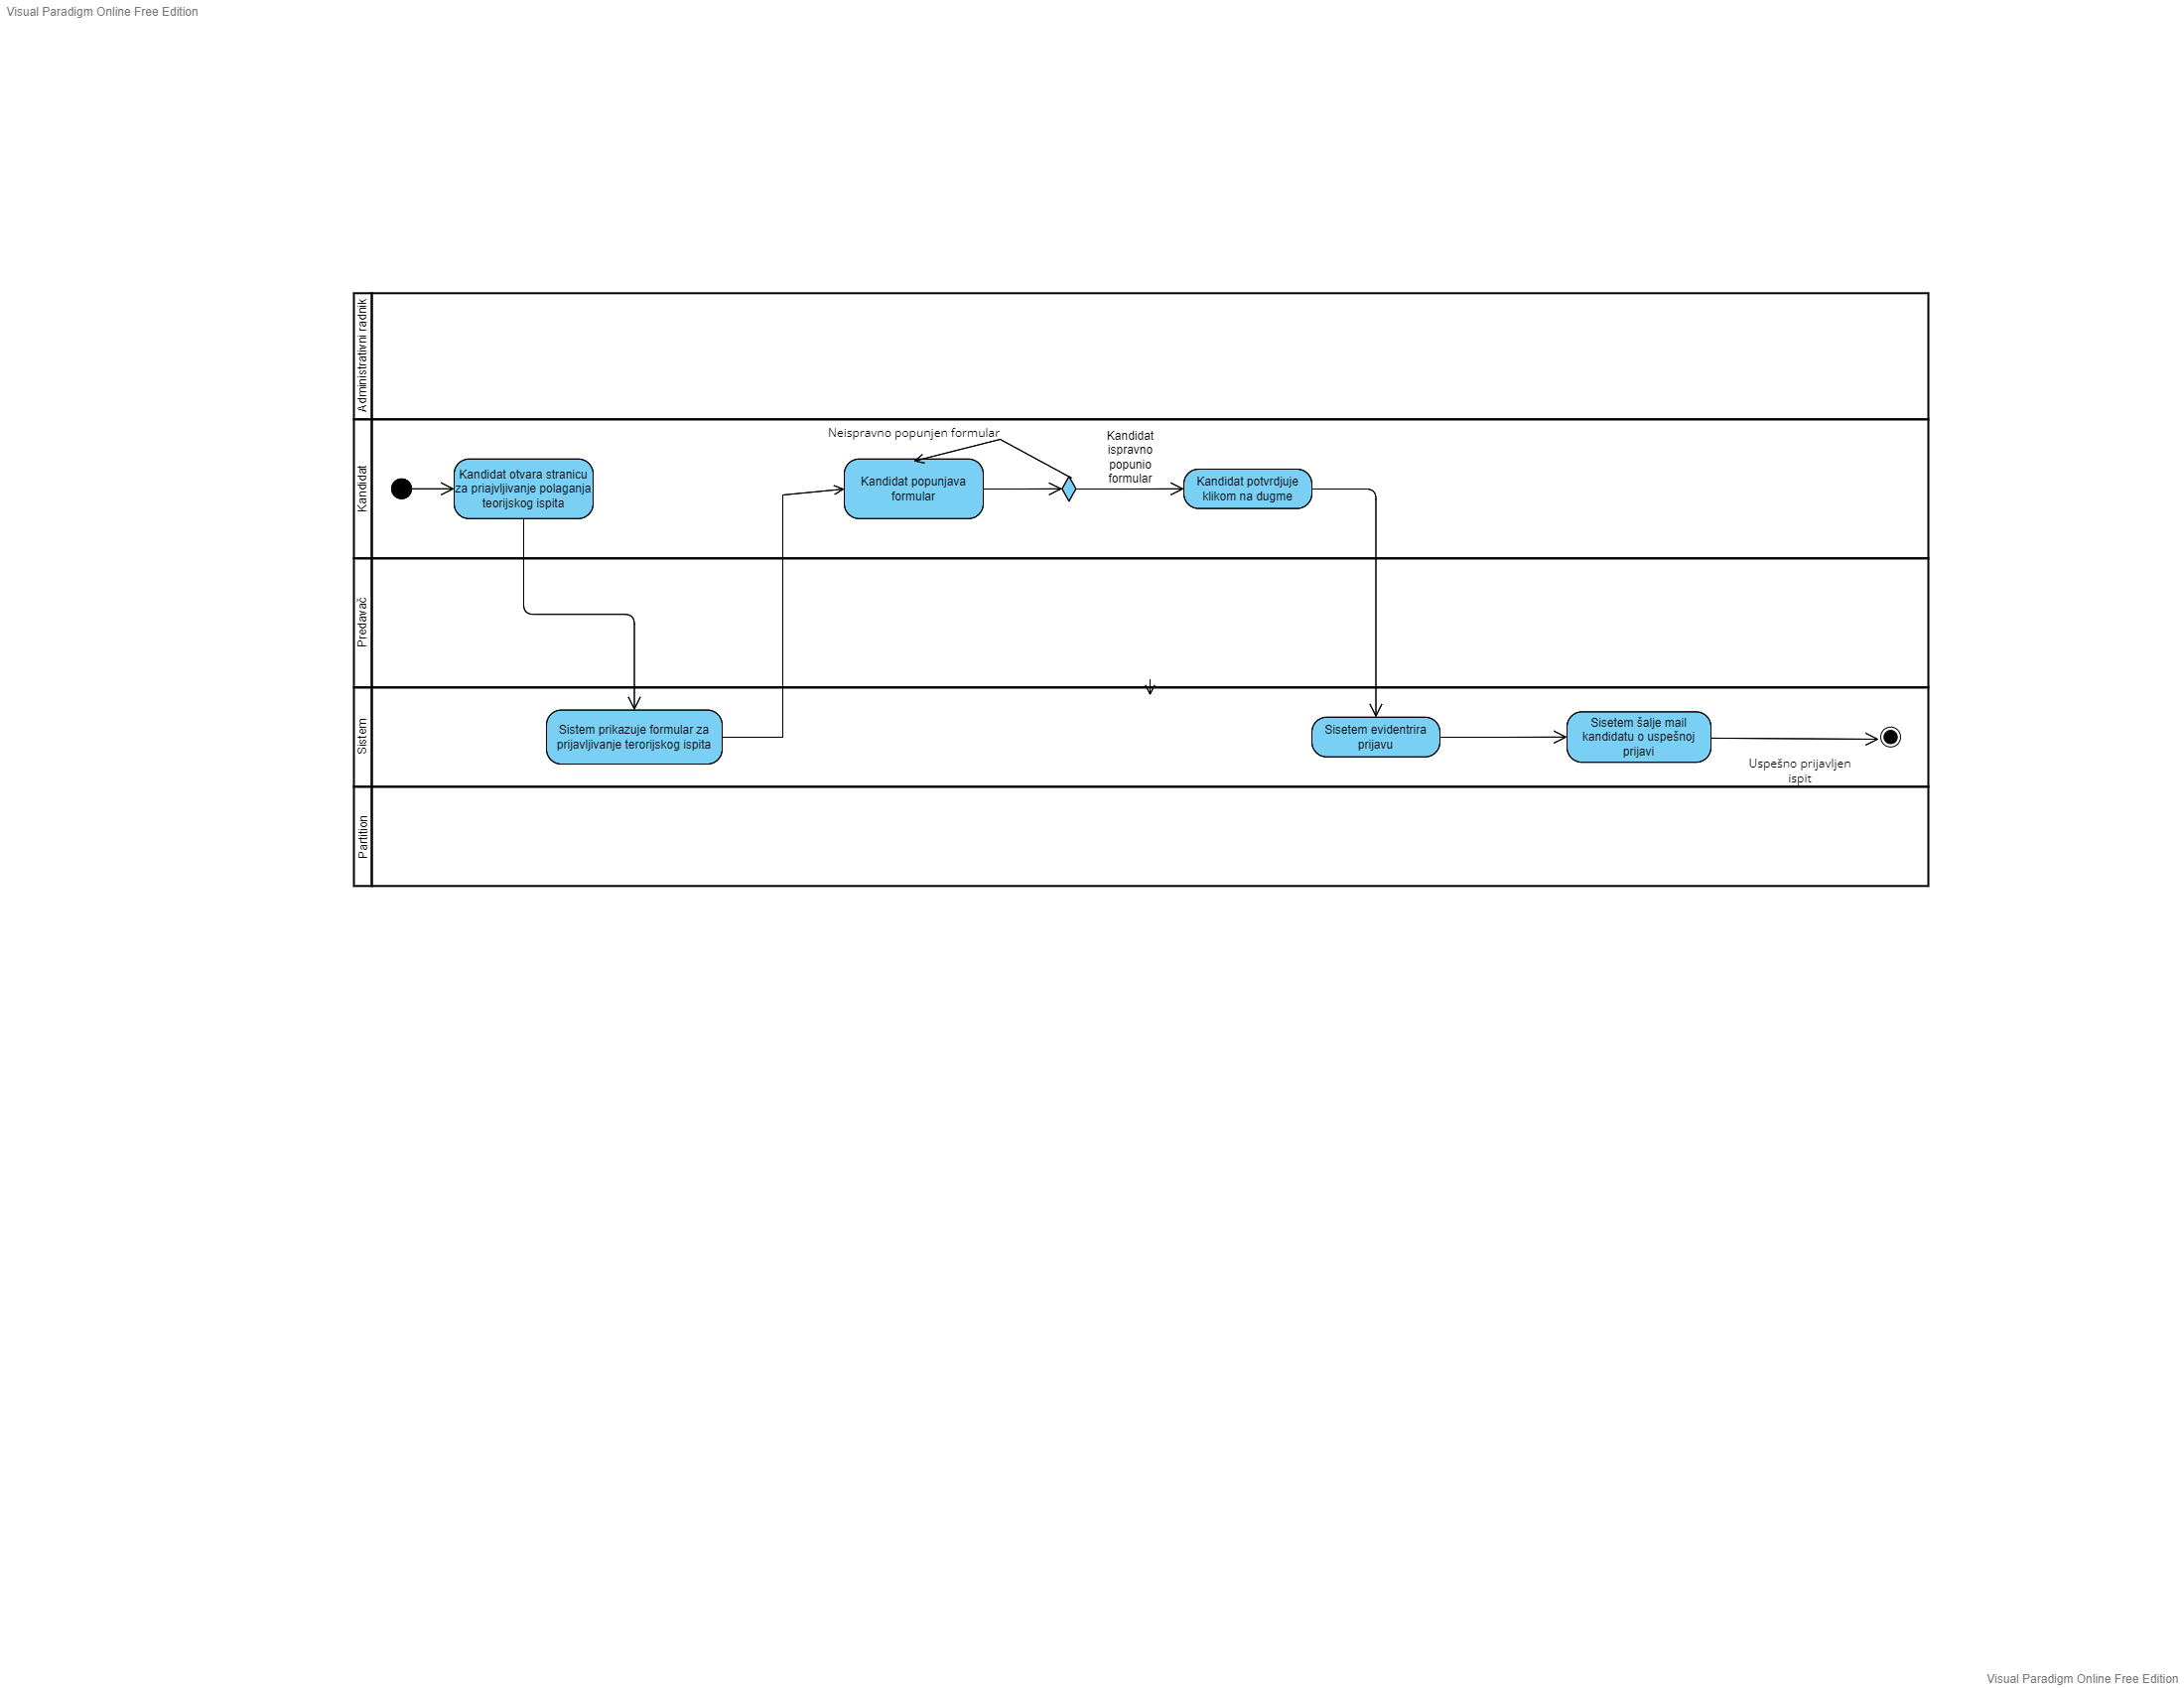 Visual Paradigm Online Free Edition
Administrativni radnik
Kandidat
Neispravno popunjen formular
Kandidat
ispravno
popunio
formular
Kandidat otvara stranicu
za priajvljivanje polaganja
teorijskog ispita
Kandidat popunjava
formular
Kandidat potvrdjuje
klikom na dugme
Predavač
Sistem
Sistem prikazuje formular za
prijavljivanje terorijskog ispita
Sisetem evidentrira
prijavu
Sisetem šalje mail
kandidatu o uspešnoj
prijavi
Uspešno prijavljen
ispit
Partition
Visual Paradigm Online Free Edition